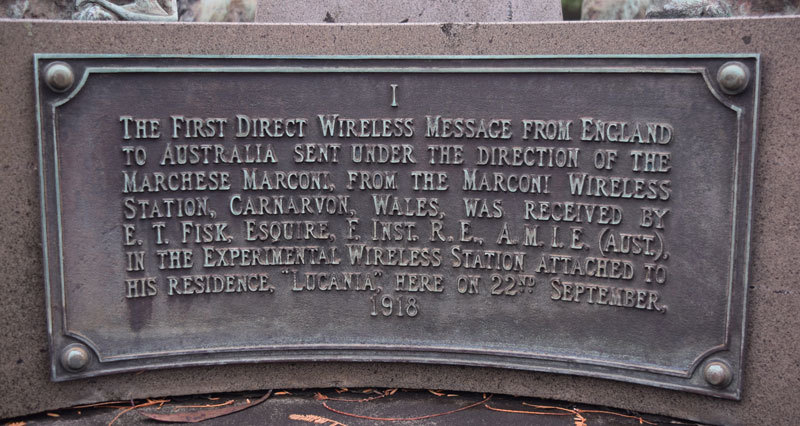 I
THE FIRST DIRECT WIRELESS MESSAGE FROM ENGLAND
TO AUSTRALIA SENT UNDER THE DIRECTION OF THE
MARCHESE MARCONI, FROM THE MARCONI WIRELESS
STATION, CARNARVON, WALES, WAS RECEIVED BY
E. T. FISK, ESQUIRE, F. INST. R. E., A. M. I. E. (AUST),
IN THE EXPERIMENTAL WIRELESS STATION ATTACHED TO
HIS RESIDENCE, "LUCANIA," HERE ON 22ND SEPTEMBER,
1918